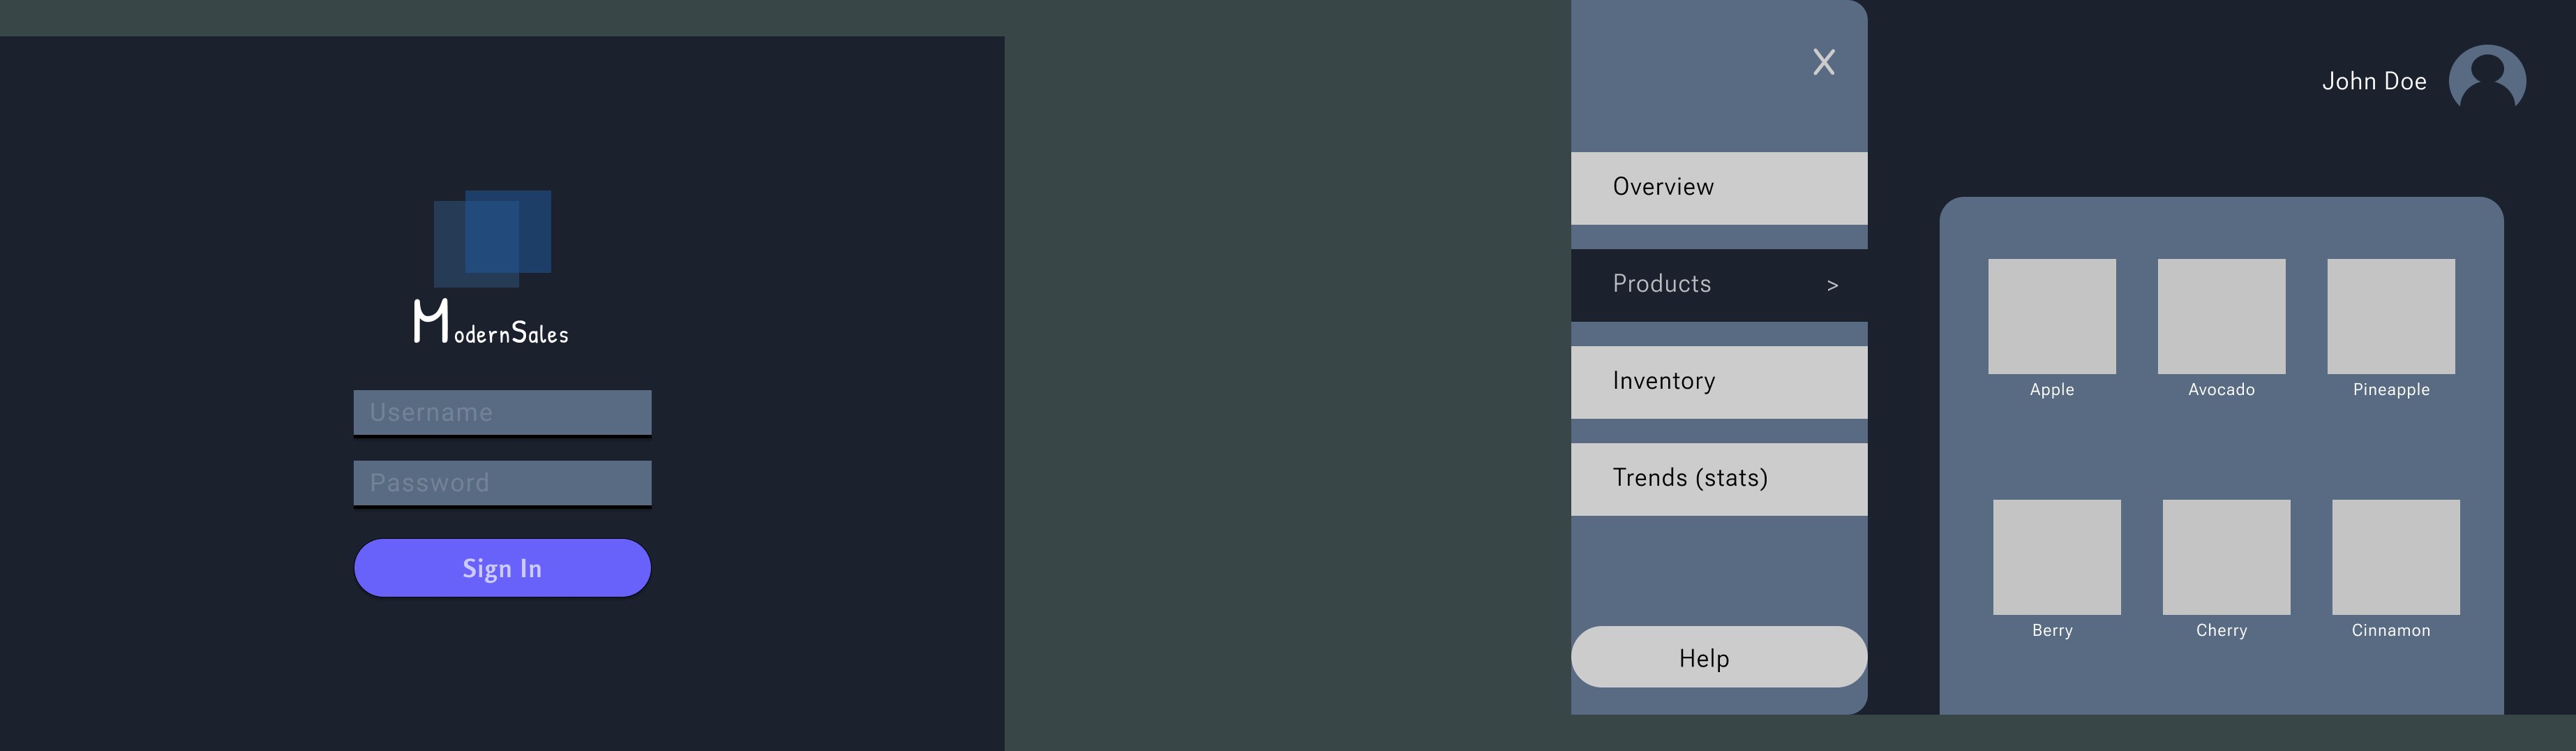 ModernSales
Username
Password
Sign In
X
Overview
Products >
Inventory
Trends (stats)
Help
John Doe
Apple Avocado Pineapple
Berry Cherry Cinnamon